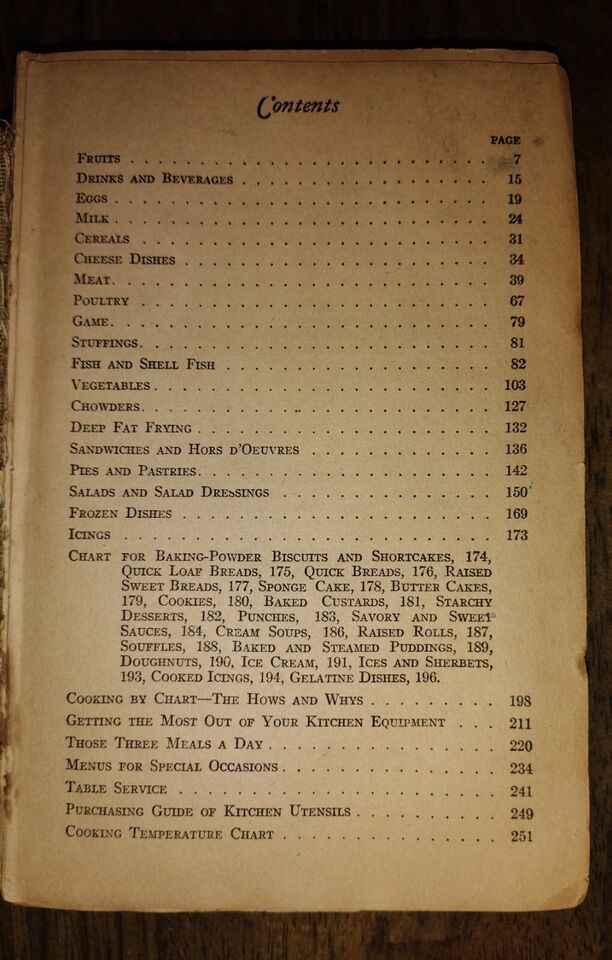 Contents
PAGE
FRUITS . . . . . . . . . . . . . . . . . . . . . . . . . . 7
DRINKS AND BEVERAGES . . . . . . . . . . . . . . . . . . 15
EGGS . . . . . . . . . . . . . . . . . . . . . . . . . . . 19
MILK . . . . . . . . . . . . . . . . . . . . . . . . . . . 24
CEREALS . . . . . . . . . . . . . . . . . . . . . . . . . 31
CHEESE DISHES . . . . . . . . . . . . . . . . . . . . . . 34
MEAT. . . . . . . . . . . . . . . . . . . . . . . . . . . 39
POULTRY . . . . . . . . . . . . . . . . . . . . . . . . . 67
GAME. . . . . . . . . . . . . . . . . . . . . . . . . . . 79
STUFFINGS. . . . . . . . . . . . . . . . . . . . . . . . . 81
FISH AND SHELL FISH . . . . . . . . . . . . . . . . . . . 82
VEGETABLES . . . . . . . . . . . . . . . . . . . . . . . . 103
CHOWDERS. . . . . . . . . . . . . . . . . . . . . . . . . 127
DEEP FAT FRYING . . . . . . . . . . . . . . . . . . . . . 132
SANDWICHES AND HORS D'OEUVRES . . . . . . . . . . . . . 136
PIES AND PASTRIES. . . . . . . . . . . . . . . . . . . . . 142
SALADS AND SALAD DRESSINGS . . . . . . . . . . . . . . . 150
FROZEN DISHES . . . . . . . . . . . . . . . . . . . . . . 169
ICINGS . . . . . . . . . . . . . . . . . . . . . . . . . . 173
CHART FOR BAKING-POWDER BISCUITS AND SHORTCAKES, 174,
QUICK LOAF BREADS, 175, QUICK BREADS, 176, RAISED
SWEET BREADS, 177, SPONGE CAKE, 178, BUTTER CAKES,
179, COOKIES, 180, BAKED CUSTARDS, 181, STARCHY
DESSERTS, 182, PUNCHES, 183, SAVORY AND SWEET
SAUCES, 184, CREAM SOUPS, 186, RAISED ROLLS, 187,
SOUFFLES, 188, BAKED AND STEAMED PUDDINGS, 189,
DOUGHNUTS, 190, ICE CREAM, 191, ICES AND SHERBETS,
193, COOKED ICINGS, 194, GELATINE DISHES, 196.
COOKING BY CHART—THE HOWS AND WHYS . . . . . . . . . 198
GETTING THE MOST OUT OF YOUR KITCHEN EQUIPMENT . . . 211
THOSE THREE MEALS A DAY . . . . . . . . . . . . . . . . 220
MENUS FOR SPECIAL OCCASIONS . . . . . . . . . . . . . . . 234
TABLE SERVICE . . . . . . . . . . . . . . . . . . . . . . 241
PURCHASING GUIDE OF KITCHEN UTENSILS . . . . . . . . . . 249
COOKING TEMPERATURE CHART . . . . . . . . . . . . . . . 251